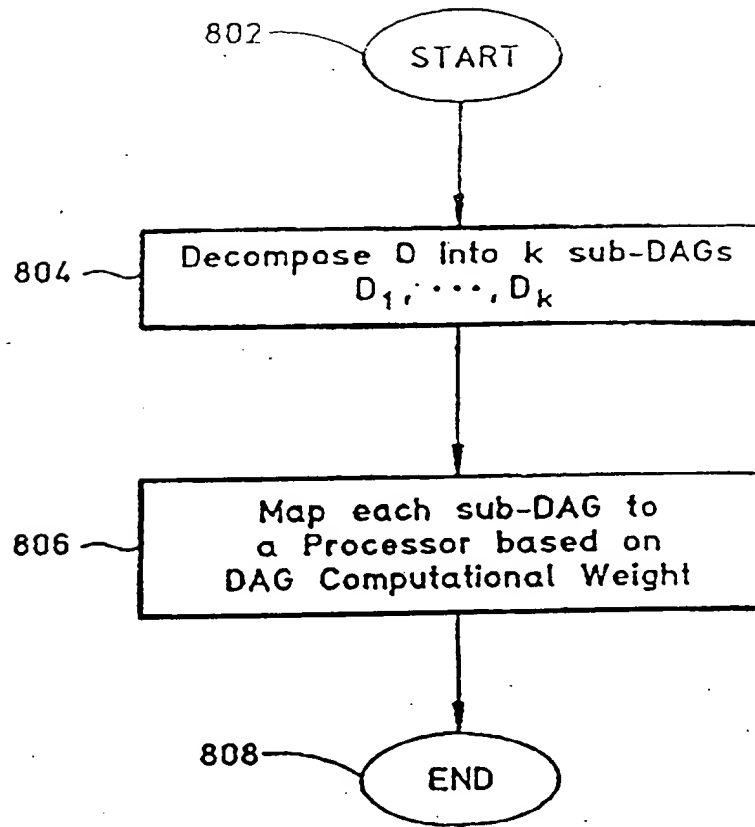 802
START
804
Decompose D into k sub-DAGs
D₁, ..., Dₖ
806
Map each sub-DAG to
a Processor based on
DAG Computational Weight
808
END